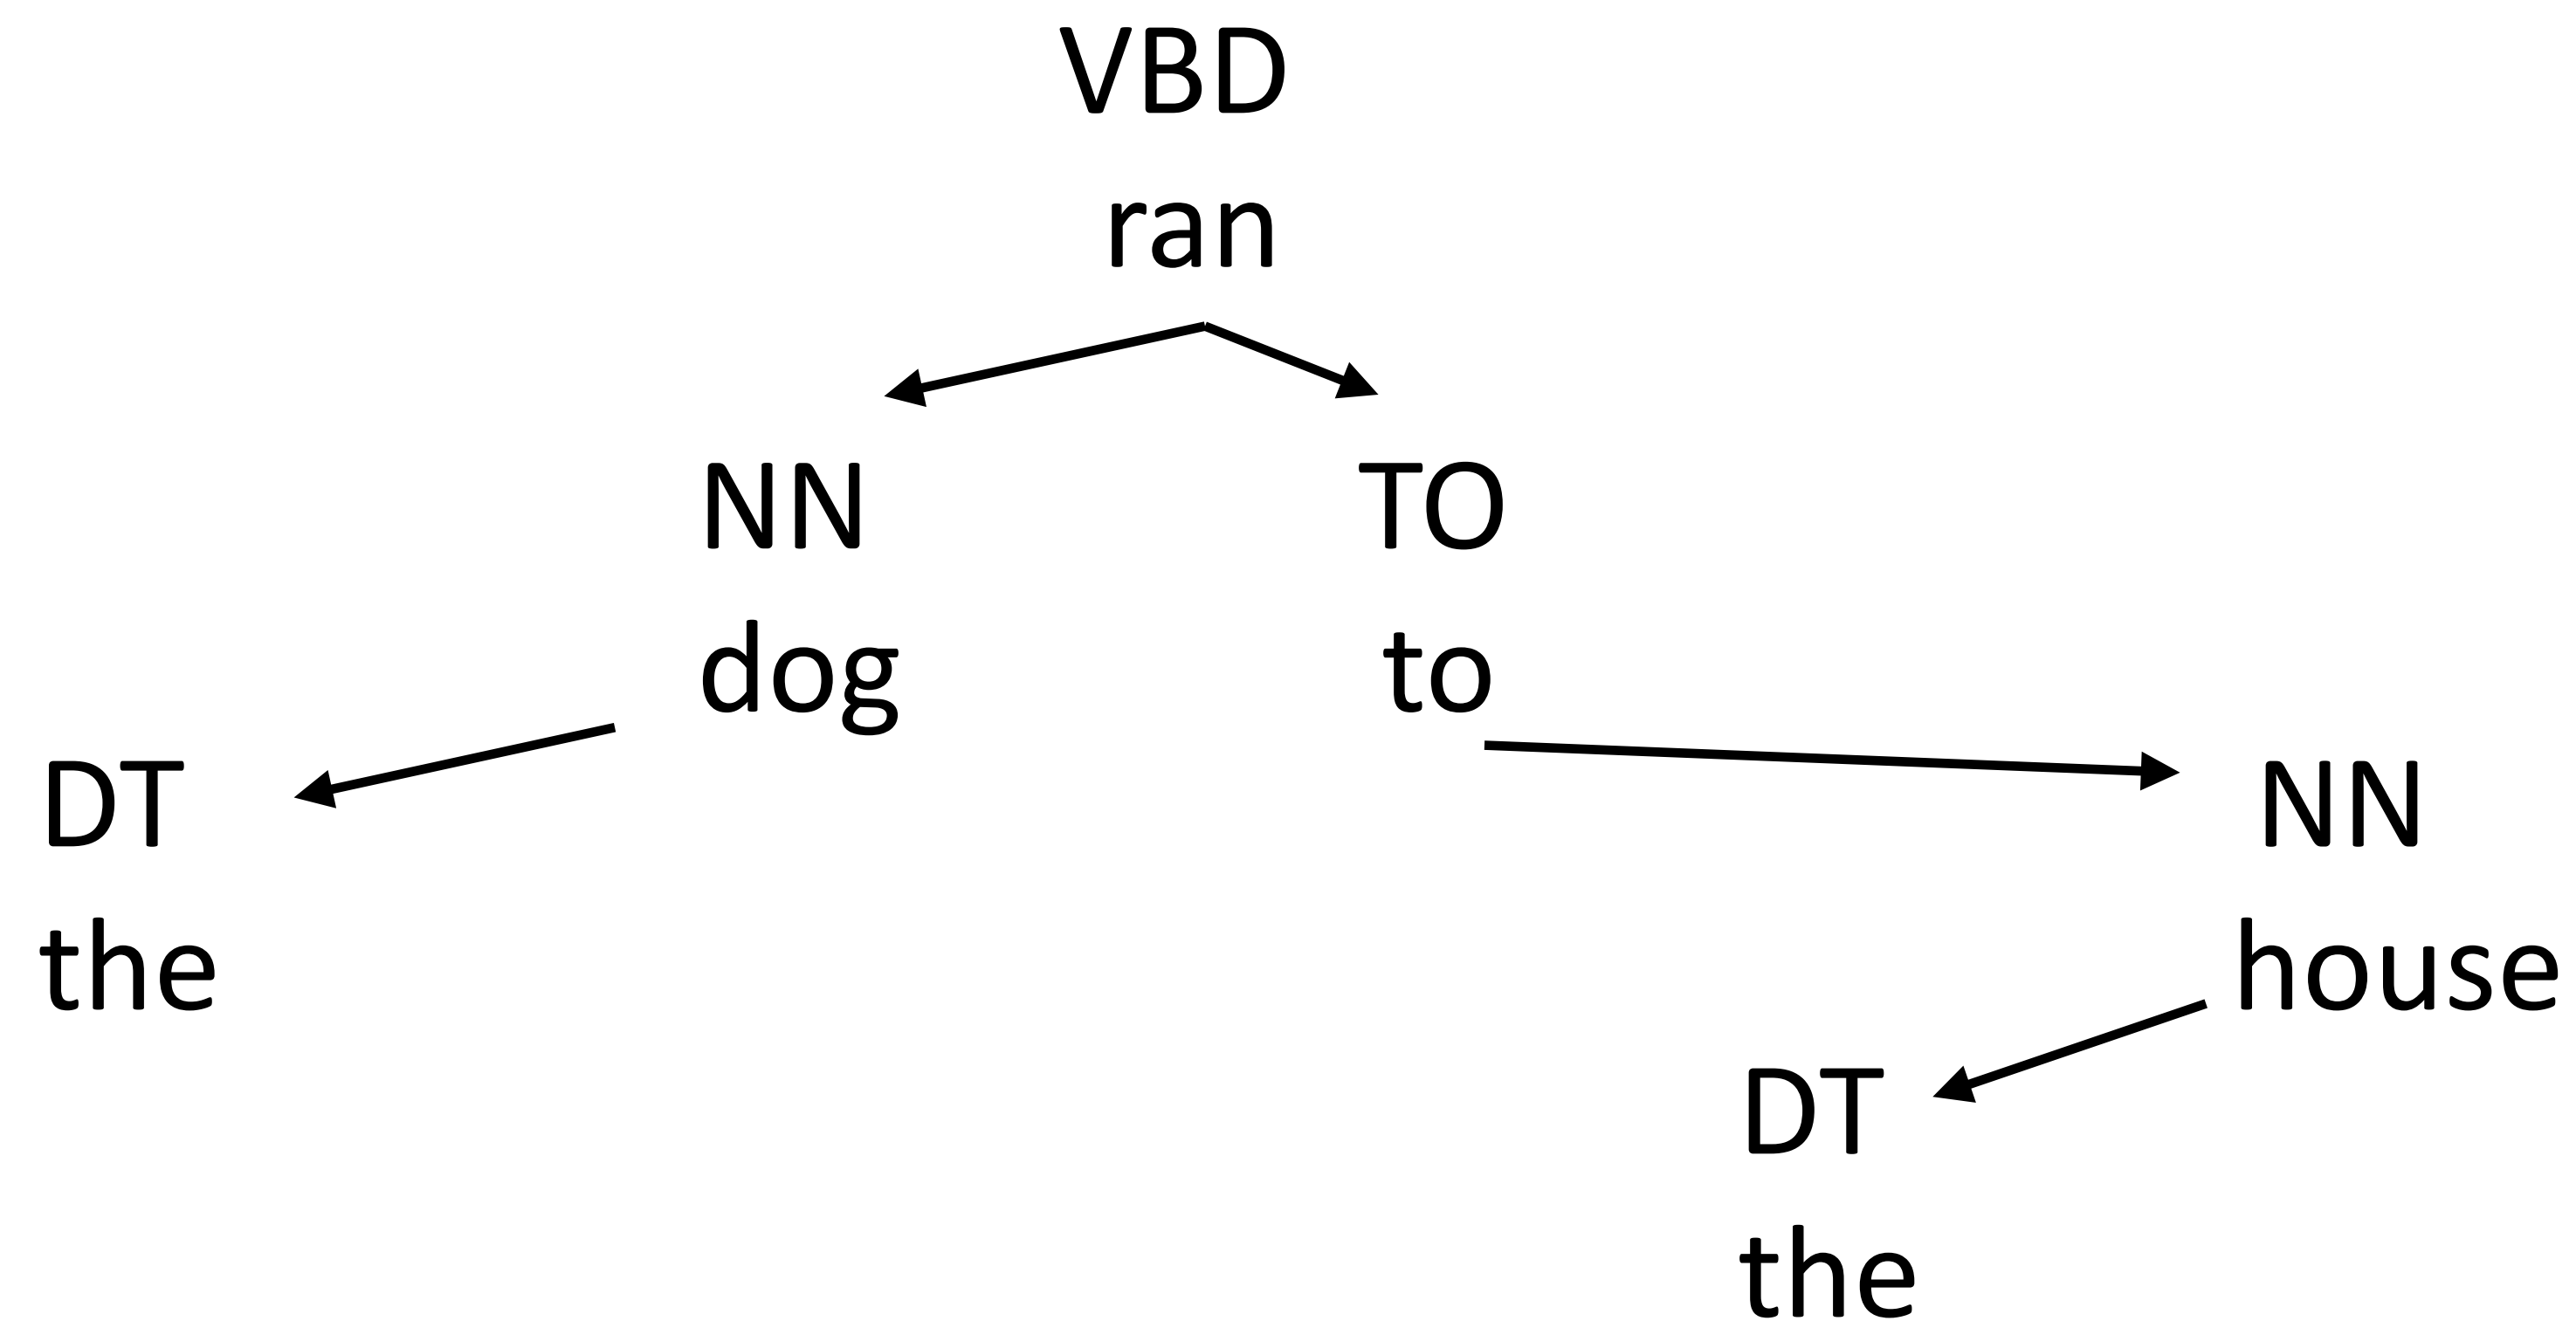 VBD
ran
NN TO
dog to
DT NN
the house
DT
the